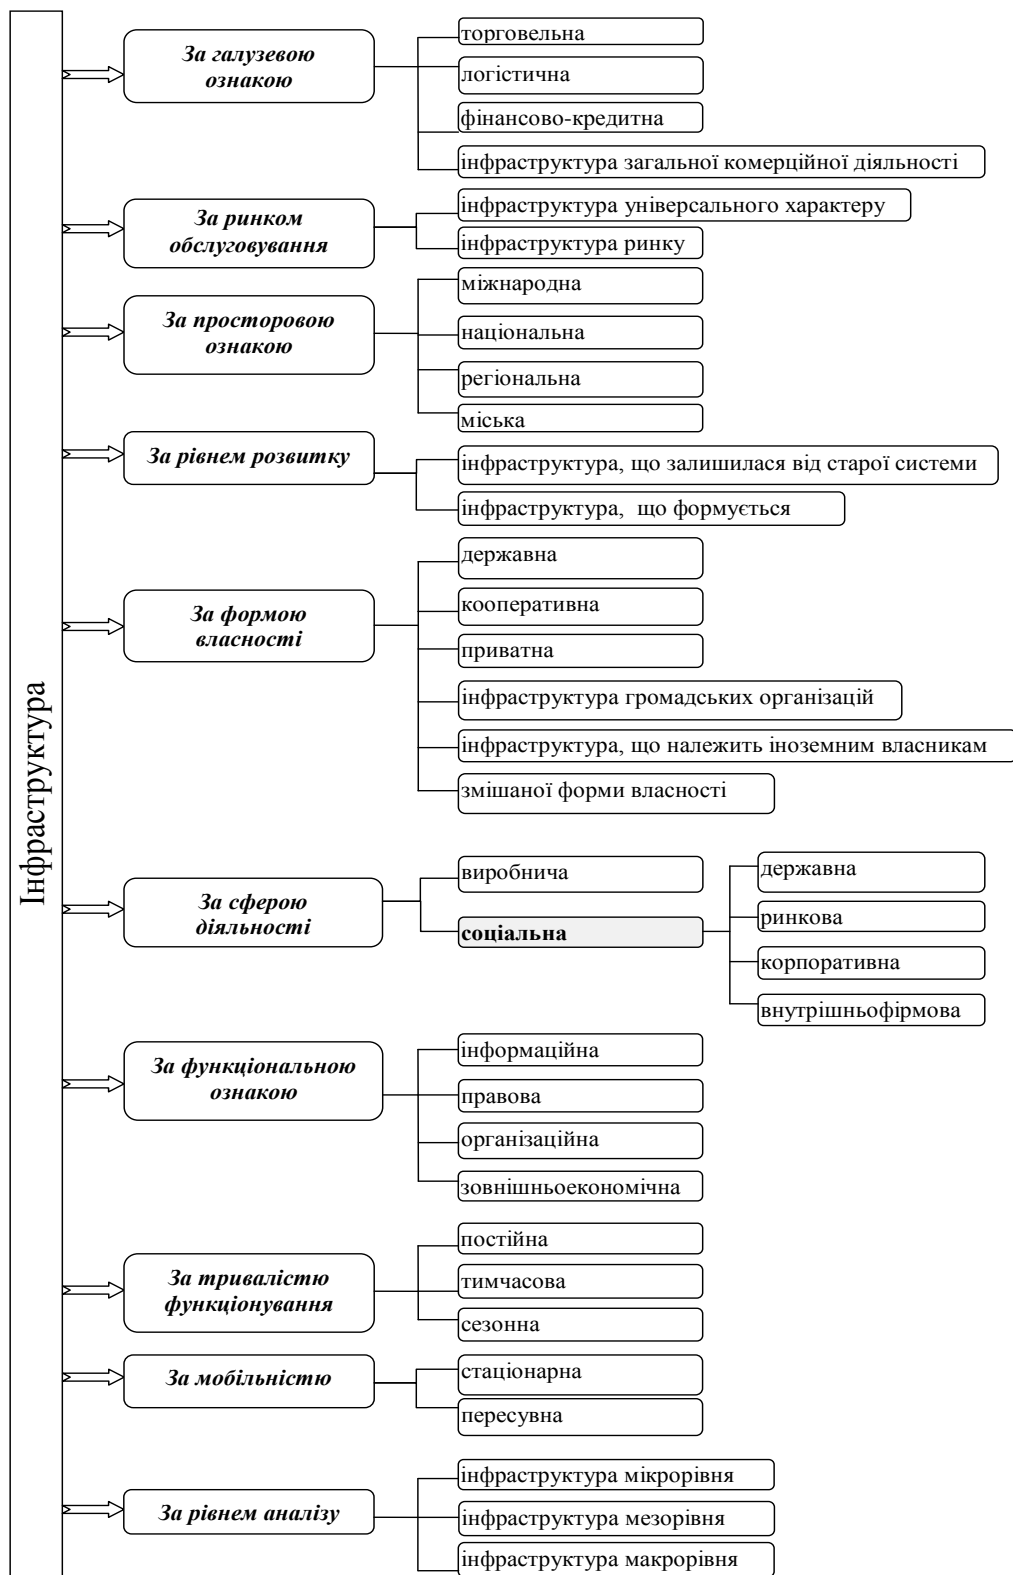 Інфраструктура
За галузевою
ознакою
торговельна
логістична
фінансово-кредитна
інфраструктура загальної комерційної діяльності
За ринком
обслуговування
інфраструктура універсального характеру
інфраструктура ринку
За просторовою
ознакою
міжнародна
національна
регіональна
міська
За рівнем розвитку
інфраструктура, що залишилася від старої системи
інфраструктура, що формується
За формою
власності
державна
кооперативна
приватна
інфраструктура громадських організацій
інфраструктура, що належить іноземним власникам
змішаної форми власності
За сферою
діяльності
виробнича
соціальна
державна
ринкова
корпоративна
внутрішньофірмова
За функціональною
ознакою
інформаційна
правова
організаційна
зовнішньоекономічна
За тривалістю
функціонування
постійна
тимчасова
сезонна
За мобільністю
стаціонарна
пересувна
За рівнем аналізу
інфраструктура мікрорівня
інфраструктура мезорівня
інфраструктура макрорівня